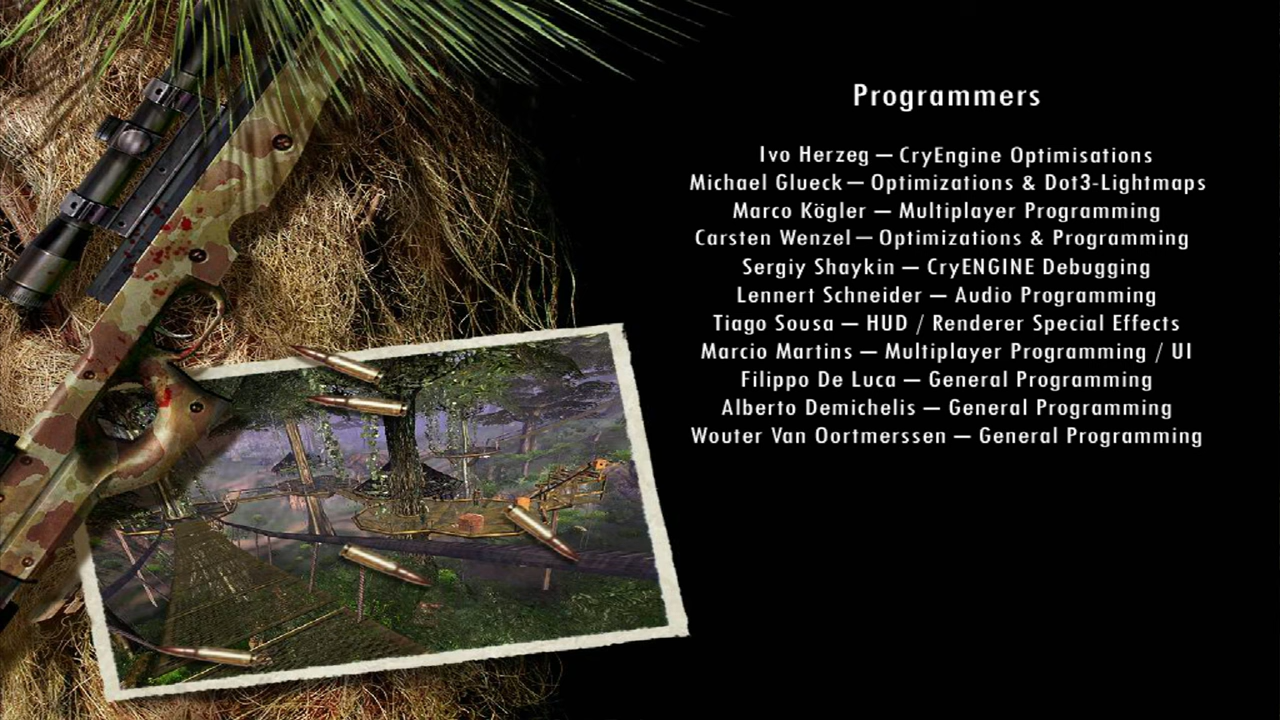 Programmers
Ivo Herzeg — CryEngine Optimisations
Michael Glueck — Optimizations & Dot3-Lightmaps
Marco Kögler — Multiplayer Programming
Carsten Wenzel — Optimizations & Programming
Sergiy Shaykin — CryENGINE Debugging
Lennert Schneider — Audio Programming
Tiago Sousa — HUD / Renderer Special Effects
Marcio Martins — Multiplayer Programming / UI
Filippo De Luca — General Programming
Alberto Demichelis — General Programming
Wouter Van Oortmerssen — General Programming